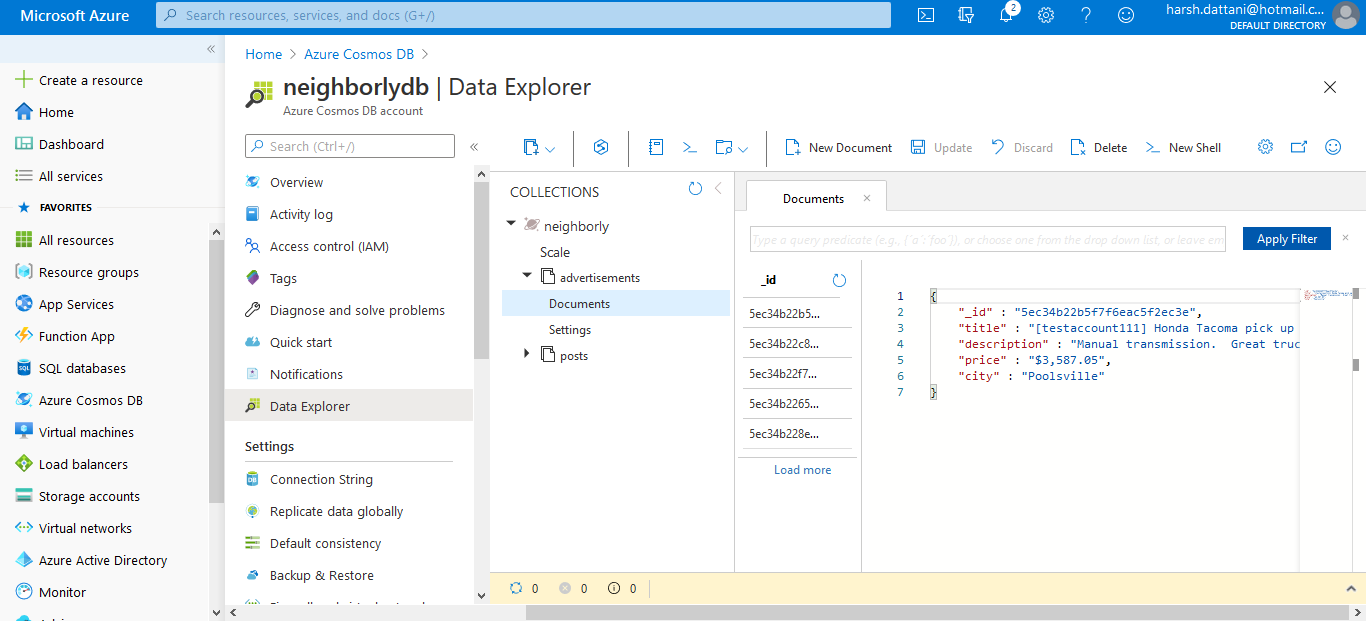 Microsoft Azure
Search resources, services, and docs (G+/)
2
harsh.dattani@hotmail.c...
DEFAULT DIRECTORY
Create a resource
Home
Dashboard
All services
FAVORITES
All resources
Resource groups
App Services
Function App
SQL databases
Azure Cosmos DB
Virtual machines
Load balancers
Storage accounts
Virtual networks
Azure Active Directory
Monitor
Home > Azure Cosmos DB >
neighborlydb | Data Explorer
Azure Cosmos DB account
Search (Ctrl+/)
Overview
Activity log
Access control (IAM)
Tags
Diagnose and solve problems
Quick start
Notifications
Data Explorer
Settings
Connection String
Replicate data globally
Default consistency
Backup & Restore
New Document
Update
Discard
Delete
New Shell
COLLECTIONS
neighborly
Scale
advertisements
Documents
Settings
posts
Documents
Type a query predicate (e.g., {´a´:´foo´}), or choose one from the drop down list, or leave em
Apply Filter
_id
5ec34b22b5...
5ec34b22c8...
5ec34b22f7...
5ec34b2265...
5ec34b228e...
Load more
1 {
2 "_id" : "5ec34b22b5f7f6eac5f2ec3e",
3 "title" : "[testaccount111] Honda Tacoma pick up
4 "description" : "Manual transmission.  Great truc
5 "price" : "$3,587.05",
6 "city" : "Poolsville"
7 }
0 0 0